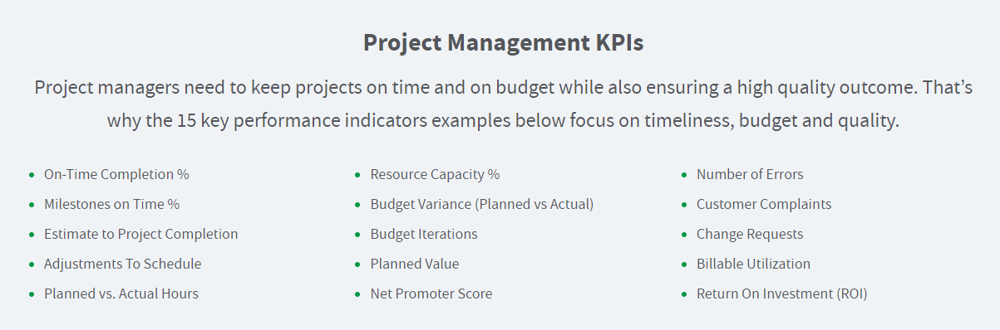 Project Management KPIs
Project managers need to keep projects on time and on budget while also ensuring a high quality outcome. That’s
why the 15 key performance indicators examples below focus on timeliness, budget and quality.
On-Time Completion %
Milestones on Time %
Estimate to Project Completion
Adjustments To Schedule
Planned vs. Actual Hours
Resource Capacity %
Budget Variance (Planned vs Actual)
Budget Iterations
Planned Value
Net Promoter Score
Number of Errors
Customer Complaints
Change Requests
Billable Utilization
Return On Investment (ROI)